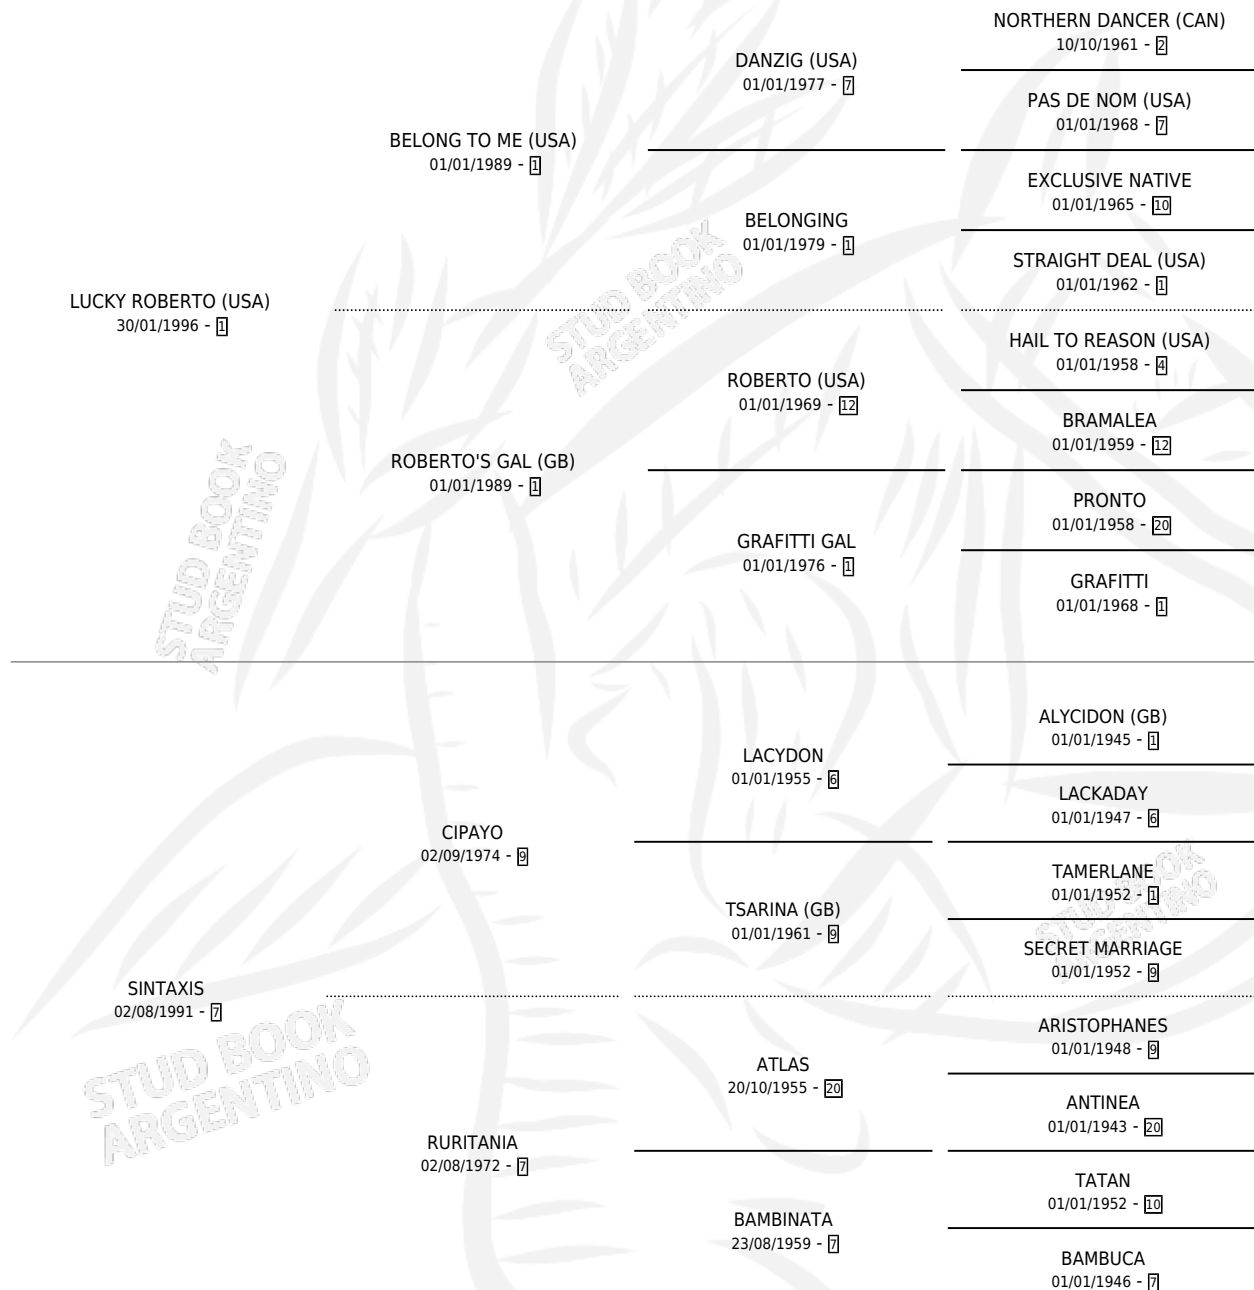 NORTHERN DANCER (CAN)
10/10/1961 - 2
DANZIG (USA)
01/01/1977 - 7
PAS DE NOM (USA)
01/01/1968 - 7
BELONG TO ME (USA)
01/01/1989 - 1
EXCLUSIVE NATIVE
01/01/1965 - 10
BELONGING
01/01/1979 - 1
STRAIGHT DEAL (USA)
01/01/1962 - 1
LUCKY ROBERTO (USA)
30/01/1996 - 1
STUD BOOK
ARGENTINO
HAIL TO REASON (USA)
01/01/1958 - 4
ROBERTO (USA)
01/01/1969 - 12
BRAMALEA
01/01/1959 - 12
ROBERTO'S GAL (GB)
01/01/1989 - 1
PRONTO
01/01/1958 - 20
GRAFITTI GAL
01/01/1976 - 1
GRAFITTI
01/01/1968 - 1
STUD BOOK
ARGENTINO
ALYCIDON (GB)
01/01/1945 - 1
LACYDON
01/01/1955 - 6
LACKADAY
01/01/1947 - 6
CIPAYO
02/09/1974 - 9
TAMERLANE
01/01/1952 - 1
TSARINA (GB)
01/01/1961 - 9
STUD BOOK
ARGENTINO
SECRET MARRIAGE
01/01/1952 - 9
SINTAXIS
02/08/1991 - 7
ARISTOPHANES
01/01/1948 - 9
ATLAS
20/10/1955 - 20
STUD BOOK
ARGENTINO
ANTINEA
01/01/1943 - 20
RURITANIA
02/08/1972 - 7
TATAN
01/01/1952 - 10
BAMBINATA
23/08/1959 - 7
BAMBUCA
01/01/1946 - 7